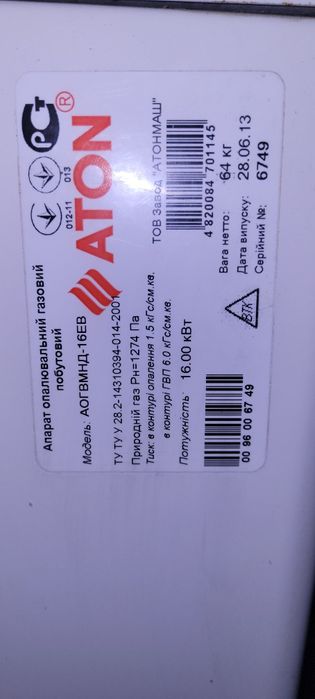 Апарат опалювальний газовий
побутовий
Модель: АОГВМНД-16ЕВ
ТУ ТУ У 28.2-14310394-014-2001
Природній газ Рн=1274 Па
Тиск: в контурі опалення 1.5 кГс/см.кв.
в контурі ГВП 6.0 кГс/см.кв.
Потужність: 16.00 кВт
00 96 00 67 49
012-11
013
РСТ
ATON®
ТОВ Завод "АТОНМАШ"
4 820084 701145
Вага нетто: 64 кг
Дата випуску: 28.06.13
Серійний №: 6749
ВТК